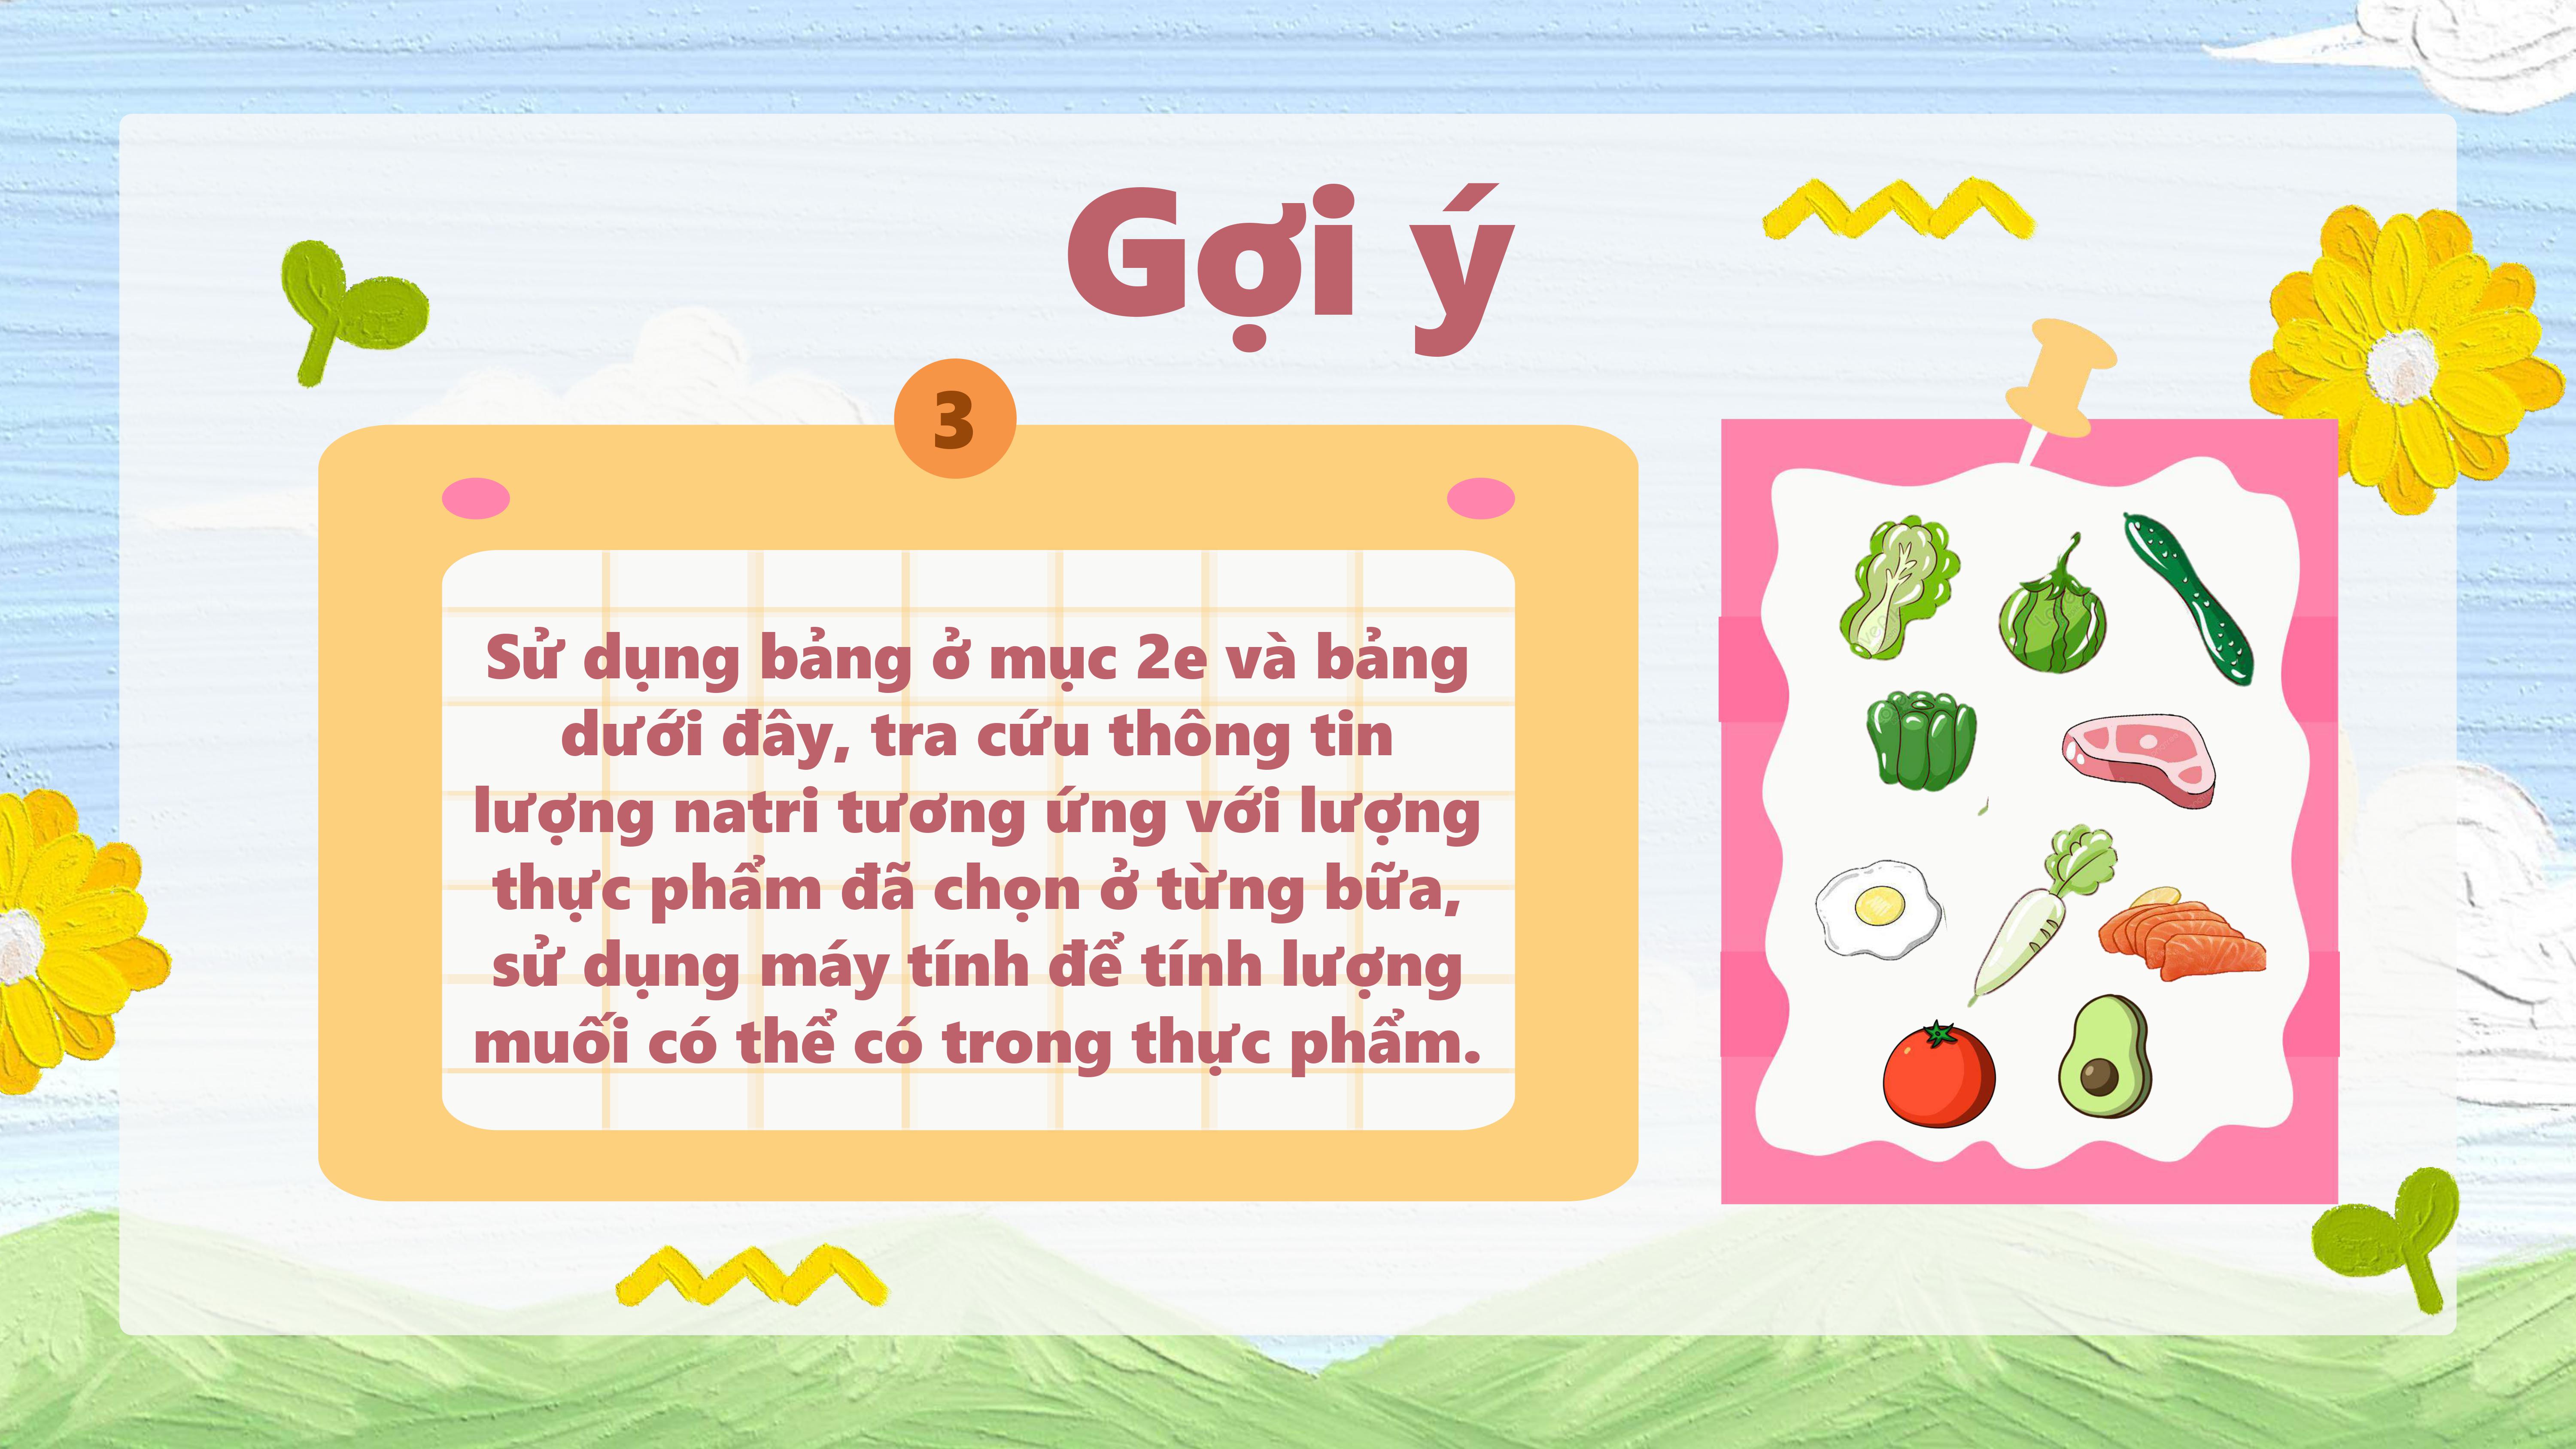 Gợi ý
3
Sử dụng bảng ở mục 2e và bảng
dưới đây, tra cứu thông tin
lượng natri tương ứng với lượng
thực phẩm đã chọn ở từng bữa,
sử dụng máy tính để tính lượng
muối có thể có trong thực phẩm.